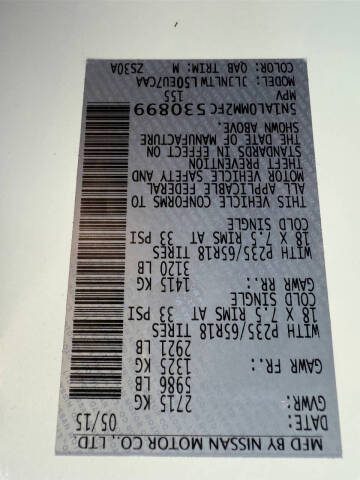 MFD BY NISSAN MOTOR CO., LTD.
DATE: 05/15
GVWR: 2715 KG
5986 LB
GAWR FR.: 1325 KG
2921 LB
WITH P235/65R18 TIRES
18 X 7.5 RIMS AT 33 PSI
COLD SINGLE
GAWR RR.: 1415 KG
3120 LB
WITH P235/65R18 TIRES
18 X 7.5 RIMS AT 33 PSI
COLD SINGLE
THIS VEHICLE CONFORMS TO
ALL APPLICABLE FEDERAL
MOTOR VEHICLE SAFETY AND
THEFT PREVENTION
STANDARDS IN EFFECT ON
THE DATE OF MANUFACTURE
SHOWN ABOVE.
5N1AL0MM2FC530899
MPV 155
MODEL: JLJNLTWL50EU7CAA
COLOR: QAB TRIM: M ZS30A